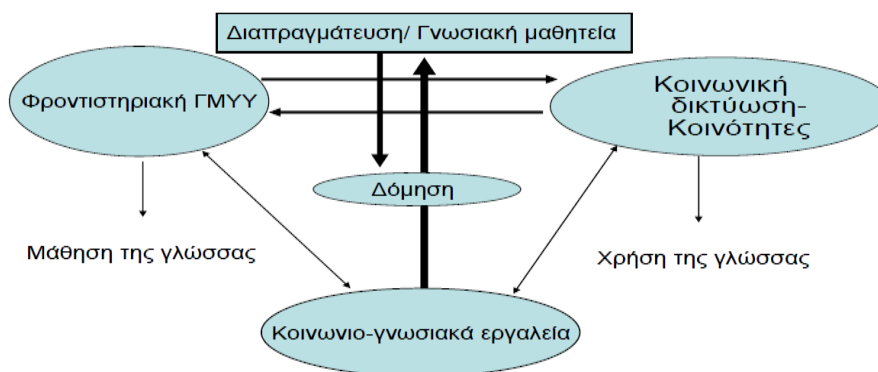 Διαπραγμάτευση/ Γνωσιακή μαθητεία
Φροντιστηριακή ΓΜΥΥ
Κοινωνική
δικτύωση-
Κοινότητες
Δόμηση
Μάθηση της γλώσσας
Χρήση της γλώσσας
Κοινωνιο-γνωσιακά εργαλεία